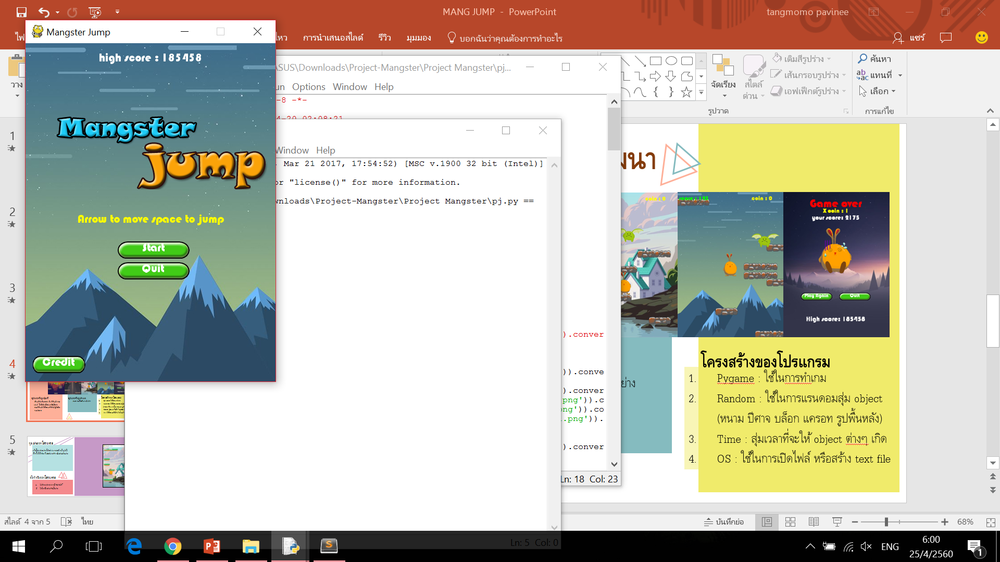 MANG JUMP - PowerPoint
tangmomo pavinee
การนำเสนอสไลด์
รีวิว
มุมมอง
บอกฉันว่าคุณต้องการทำอะไร
แชร์
วาง
จัดเรียง
สไตล์
ด่วน
เติมสีรูปร่าง
เส้นกรอบรูปร่าง
เอฟเฟ็กต์รูปร่าง
รูปวาด
ค้นหา
แทนที่
เลือก
การแก้ไข
Mangster Jump
high score : 185458
Mangster
jump
Arrow to move space to jump
Start
Quit
Credit
SUS\Downloads\Project-Mangster\Project Mangster\pj...
un Options Window Help
-8 -*-
4-20 02:08:21
).conver
)).conve
).conver
png')).c
ng')).co
.png')).
).conver
Ln: 18 Col: 23
Window Help
Mar 21 2017, 17:54:52) [MSC v.1900 32 bit (Intel)]
or "license()" for more information.
wnloads\Project-Mangster\Project Mangster\pj.py ==
Ln: 5 Col: 0
1
2
3
4
5
coin : 0
coin : 0
Game over
X coin : 1
your score: 2175
Play Again
Quit
High score: 185458
โครงสร้างของโปรแกรม
1. Pygame : ใช้ในการทำเกม
2. Random : ใช้ในการแรนดอมสุ่ม object
(หนาม ปีศาจ บล็อก แครอท รูปพื้นหลัง)
3. Time : สุ่มเวลาที่จะให้ object ต่างๆ เกิด
4. OS : ใช้ในการเปิดไฟล์ หรือสร้าง text file
สไลด์ 4 จาก 5
ไทย
บันทึกย่อ
68%
ENG
6:00
25/4/2560
1